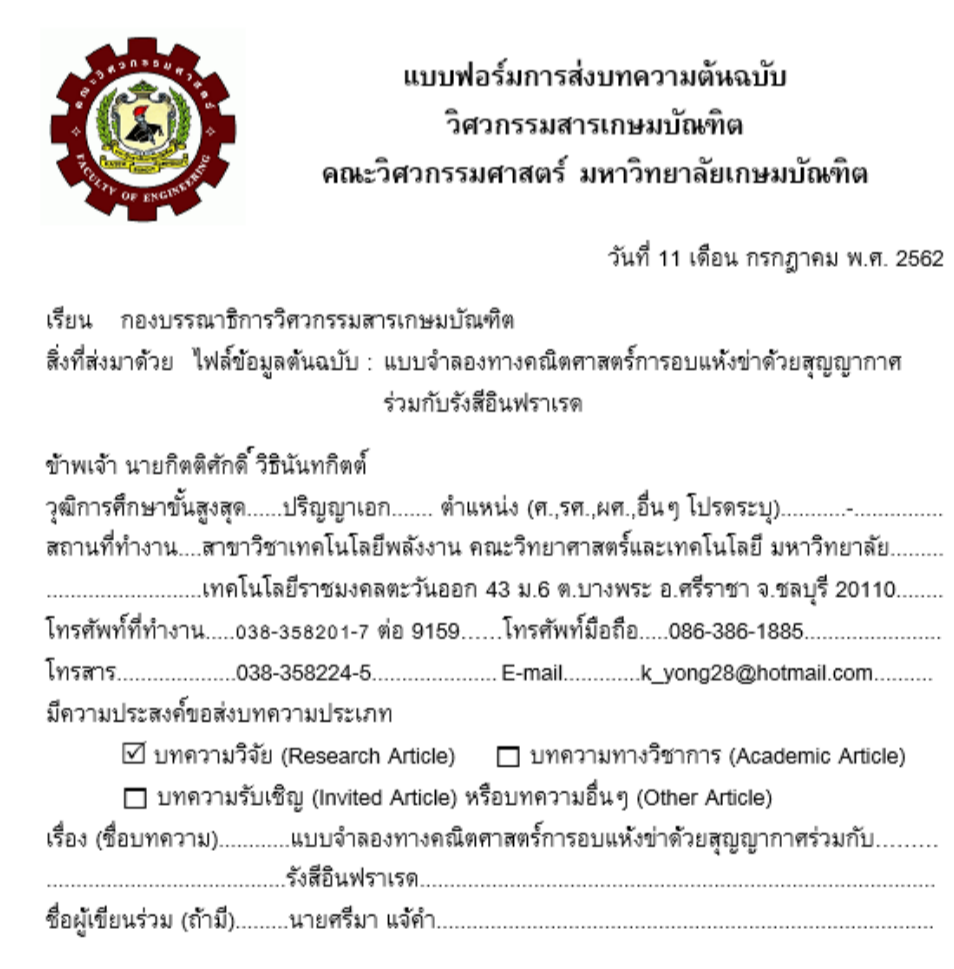 คณะวิศวกรรมศาสตร์
FACULTY OF ENGINEERING
แบบฟอร์มการส่งบทความต้นฉบับ
วิศวกรรมสารเกษมบัณฑิต
คณะวิศวกรรมศาสตร์ มหาวิทยาลัยเกษมบัณฑิต
วันที่ 11 เดือน กรกฎาคม พ.ศ. 2562
เรียน กองบรรณาธิการวิศวกรรมสารเกษมบัณฑิต
สิ่งที่ส่งมาด้วย ไฟล์ข้อมูลต้นฉบับ : แบบจำลองทางคณิตศาสตร์การอบแห้งข่าด้วยสุญญากาศ
ร่วมกับรังสีอินฟราเรด
ข้าพเจ้า นายกิตติศักดิ์ วิธินันทกิตต์
วุฒิการศึกษาขั้นสูงสุด......ปริญญาเอก....... ตำแหน่ง (ศ.,รศ.,ผศ.,อื่นๆ โปรดระบุ)...........-...............
สถานที่ทำงาน....สาขาวิชาเทคโนโลยีพลังงาน คณะวิทยาศาสตร์และเทคโนโลยี มหาวิทยาลัย.........
..........................เทคโนโลยีราชมงคลตะวันออก 43 ม.6 ต.บางพระ อ.ศรีราชา จ.ชลบุรี 20110........
โทรศัพท์ที่ทำงาน.....038-358201-7 ต่อ 9159......โทรศัพท์มือถือ.....086-386-1885.......................
โทรสาร....................038-358224-5..................... E-mail.............k_yong28@hotmail.com..........
มีความประสงค์ขอส่งบทความประเภท
☑ บทความวิจัย (Research Article) ☐ บทความทางวิชาการ (Academic Article)
☐ บทความรับเชิญ (Invited Article) หรือบทความอื่นๆ (Other Article)
เรื่อง (ชื่อบทความ)............แบบจำลองทางคณิตศาสตร์การอบแห้งข่าด้วยสุญญากาศร่วมกับ.........
........................................รังสีอินฟราเรด.......................................................................................
ชื่อผู้เขียนร่วม (ถ้ามี).........นายศรีมา แจ้คำ....................................................................................